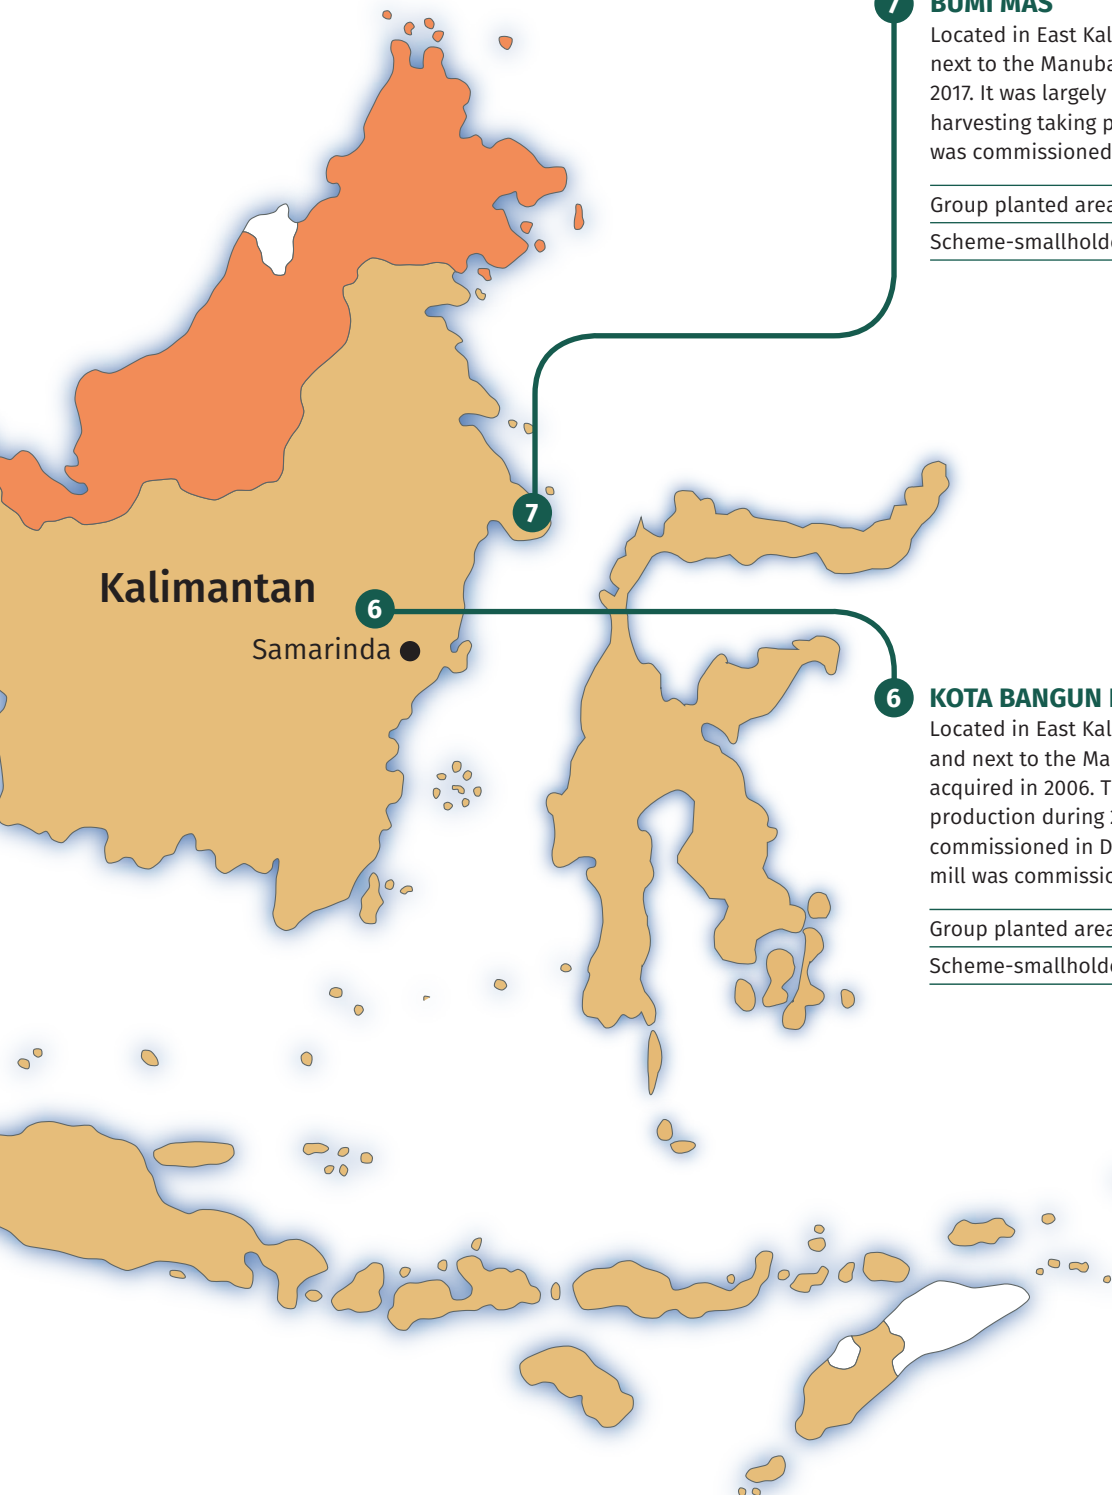 7 BUMI MAS
Located in East Kal
next to the Manuba
2017. It was largely
harvesting taking p
was commissioned
Group planted area
Scheme-smallholde
7
Kalimantan
6
Samarinda
6 KOTA BANGUN
Located in East Kal
and next to the Ma
acquired in 2006. T
production during
commissioned in D
mill was commissio
Group planted area
Scheme-smallholde